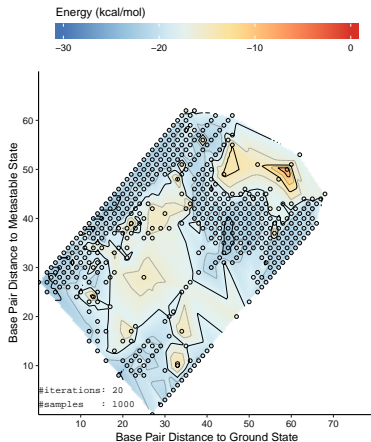 Energy (kcal/mol)
−30 −20 −10 0
Base Pair Distance to Metastable State
60
50
40
30
20
10
#iterations: 20
#samples : 1000
10 20 30 40 50 60 70
Base Pair Distance to Ground State